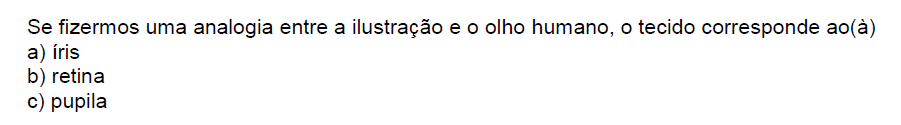 Se fizermos uma analogia entre a ilustração e o olho humano, o tecido corresponde ao(à)
a) íris
b) retina
c) pupila